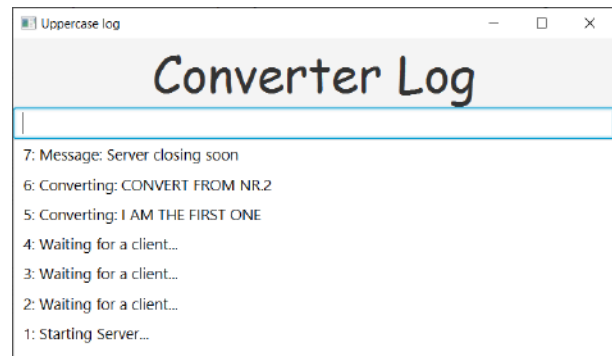 Uppercase log
Converter Log
7: Message: Server closing soon
6: Converting: CONVERT FROM NR.2
5: Converting: I AM THE FIRST ONE
4: Waiting for a client...
3: Waiting for a client...
2: Waiting for a client...
1: Starting Server...